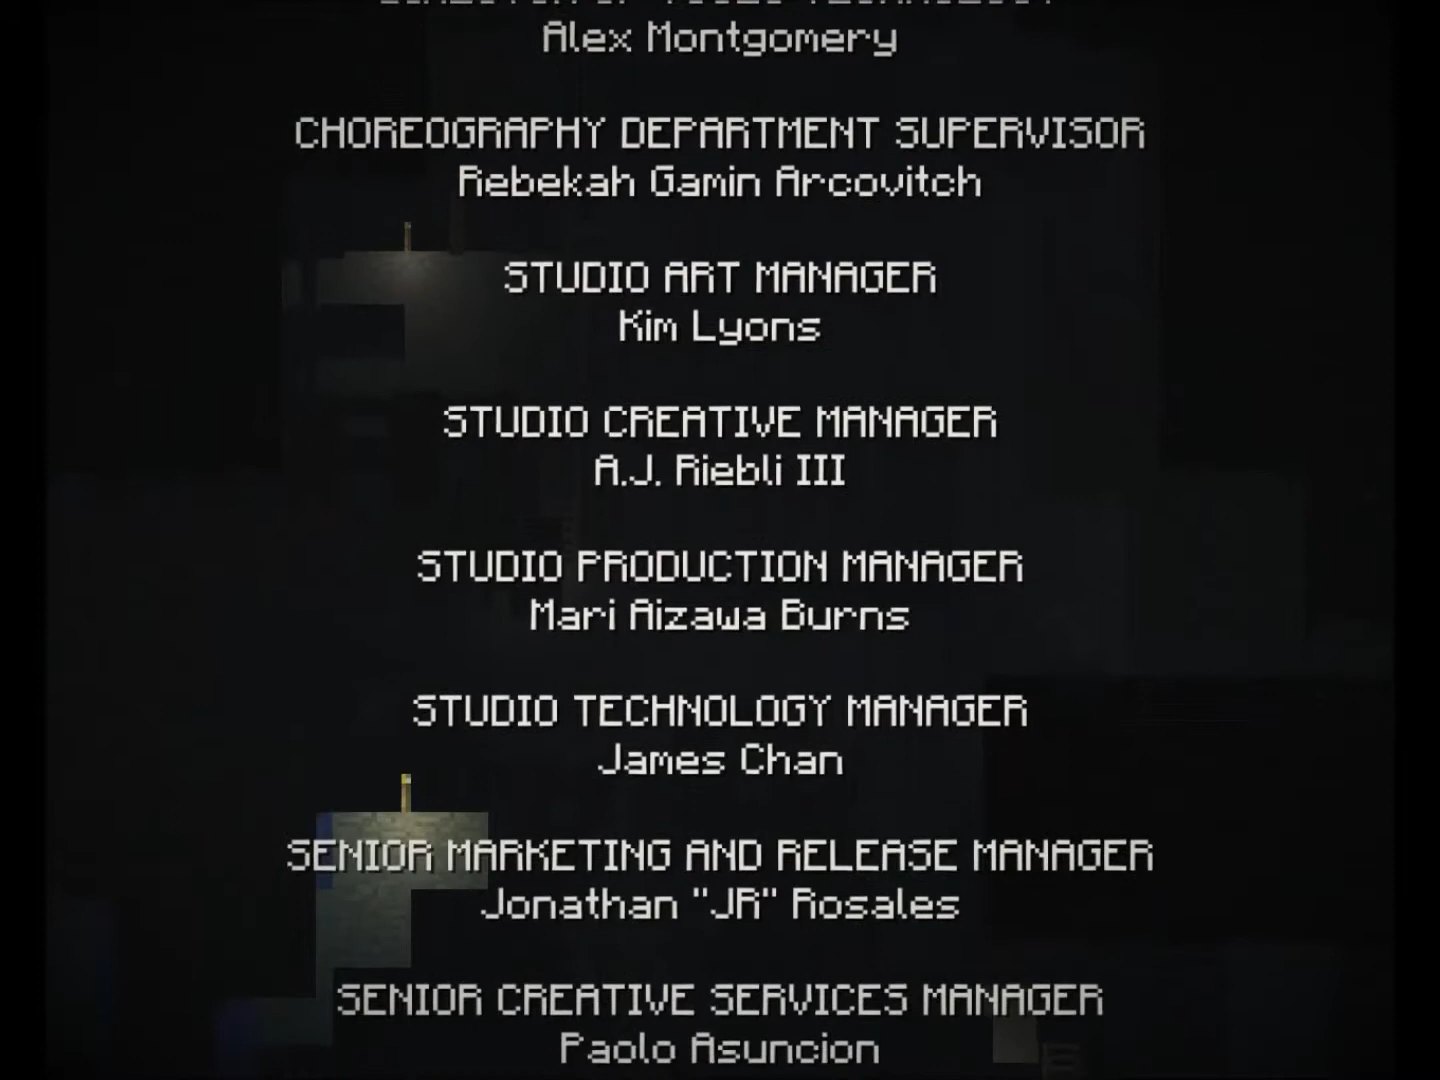 Alex Montgomery
CHOREOGRAPHY DEPARTMENT SUPERVISOR
Rebekah Gamin Arcovitch
STUDIO ART MANAGER
Kim Lyons
STUDIO CREATIVE MANAGER
A.J. Riebli III
STUDIO PRODUCTION MANAGER
Mari Aizawa Burns
STUDIO TECHNOLOGY MANAGER
James Chan
SENIOR MARKETING AND RELEASE MANAGER
Jonathan "JR" Rosales
SENIOR CREATIVE SERVICES MANAGER
Paolo Asuncion